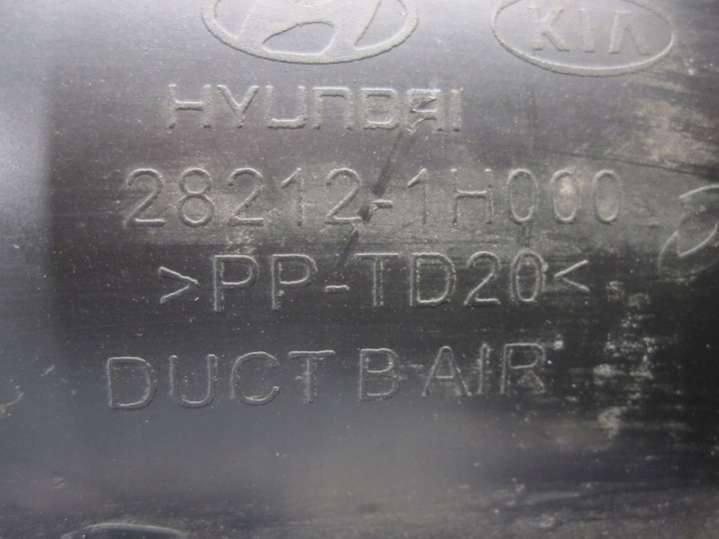 KIA
HYUNDAI
28212-1H000
>PP-TD20<
DUCT B AIR